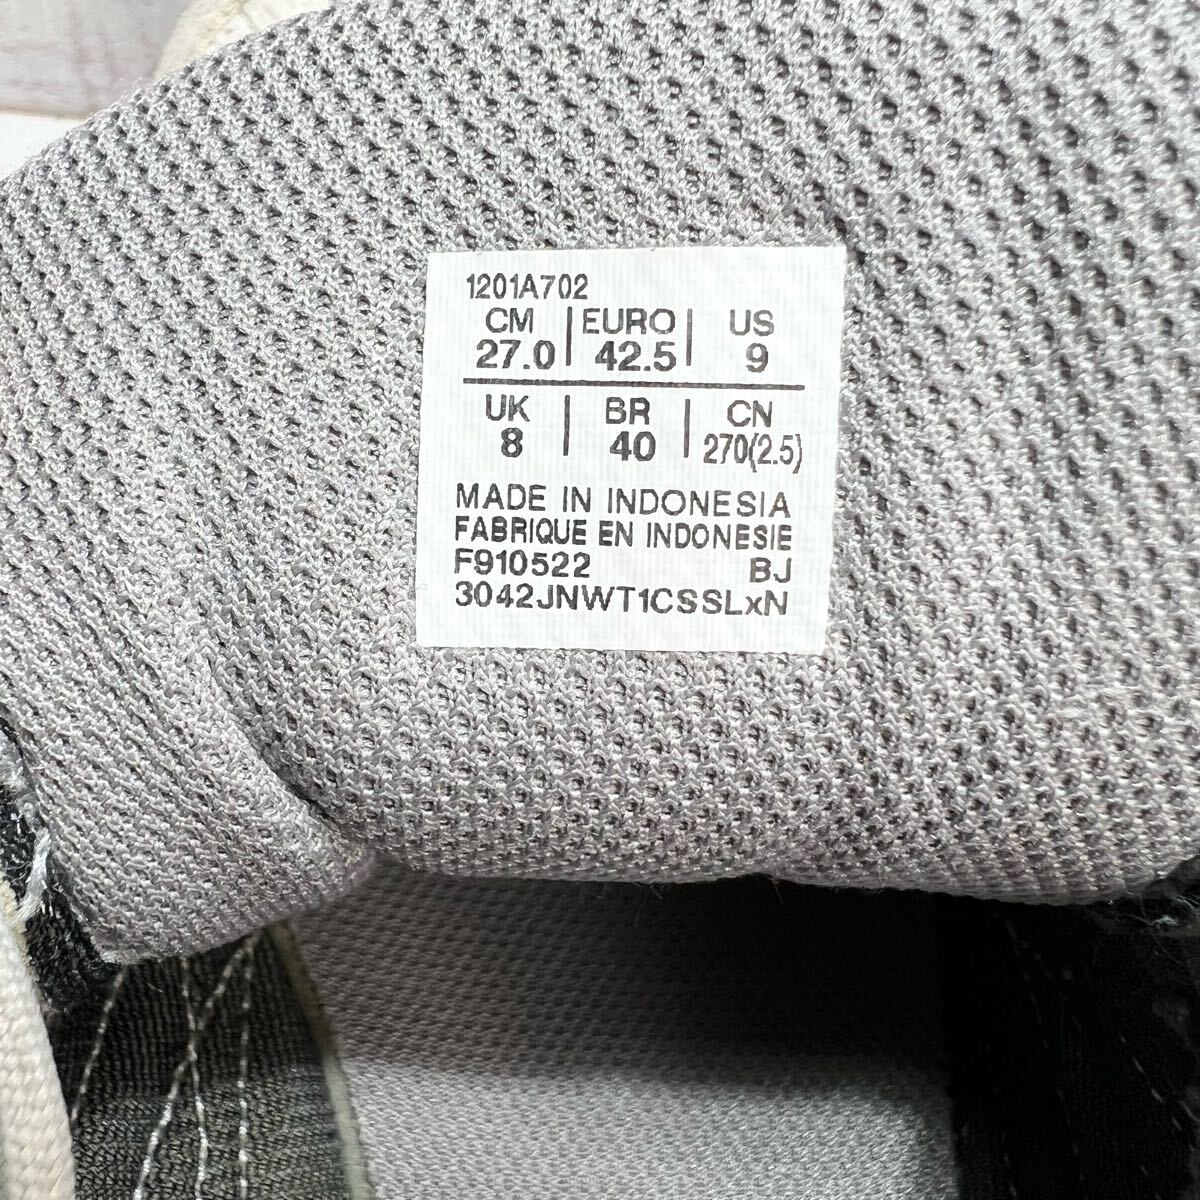 1201A702
CM | EURO | US
27.0 | 42.5 | 9
UK | BR | CN
8 | 40 | 270(2.5)
MADE IN INDONESIA
FABRIQUE EN INDONESIE
F910522 BJ
3042JNWT1CSSLxN